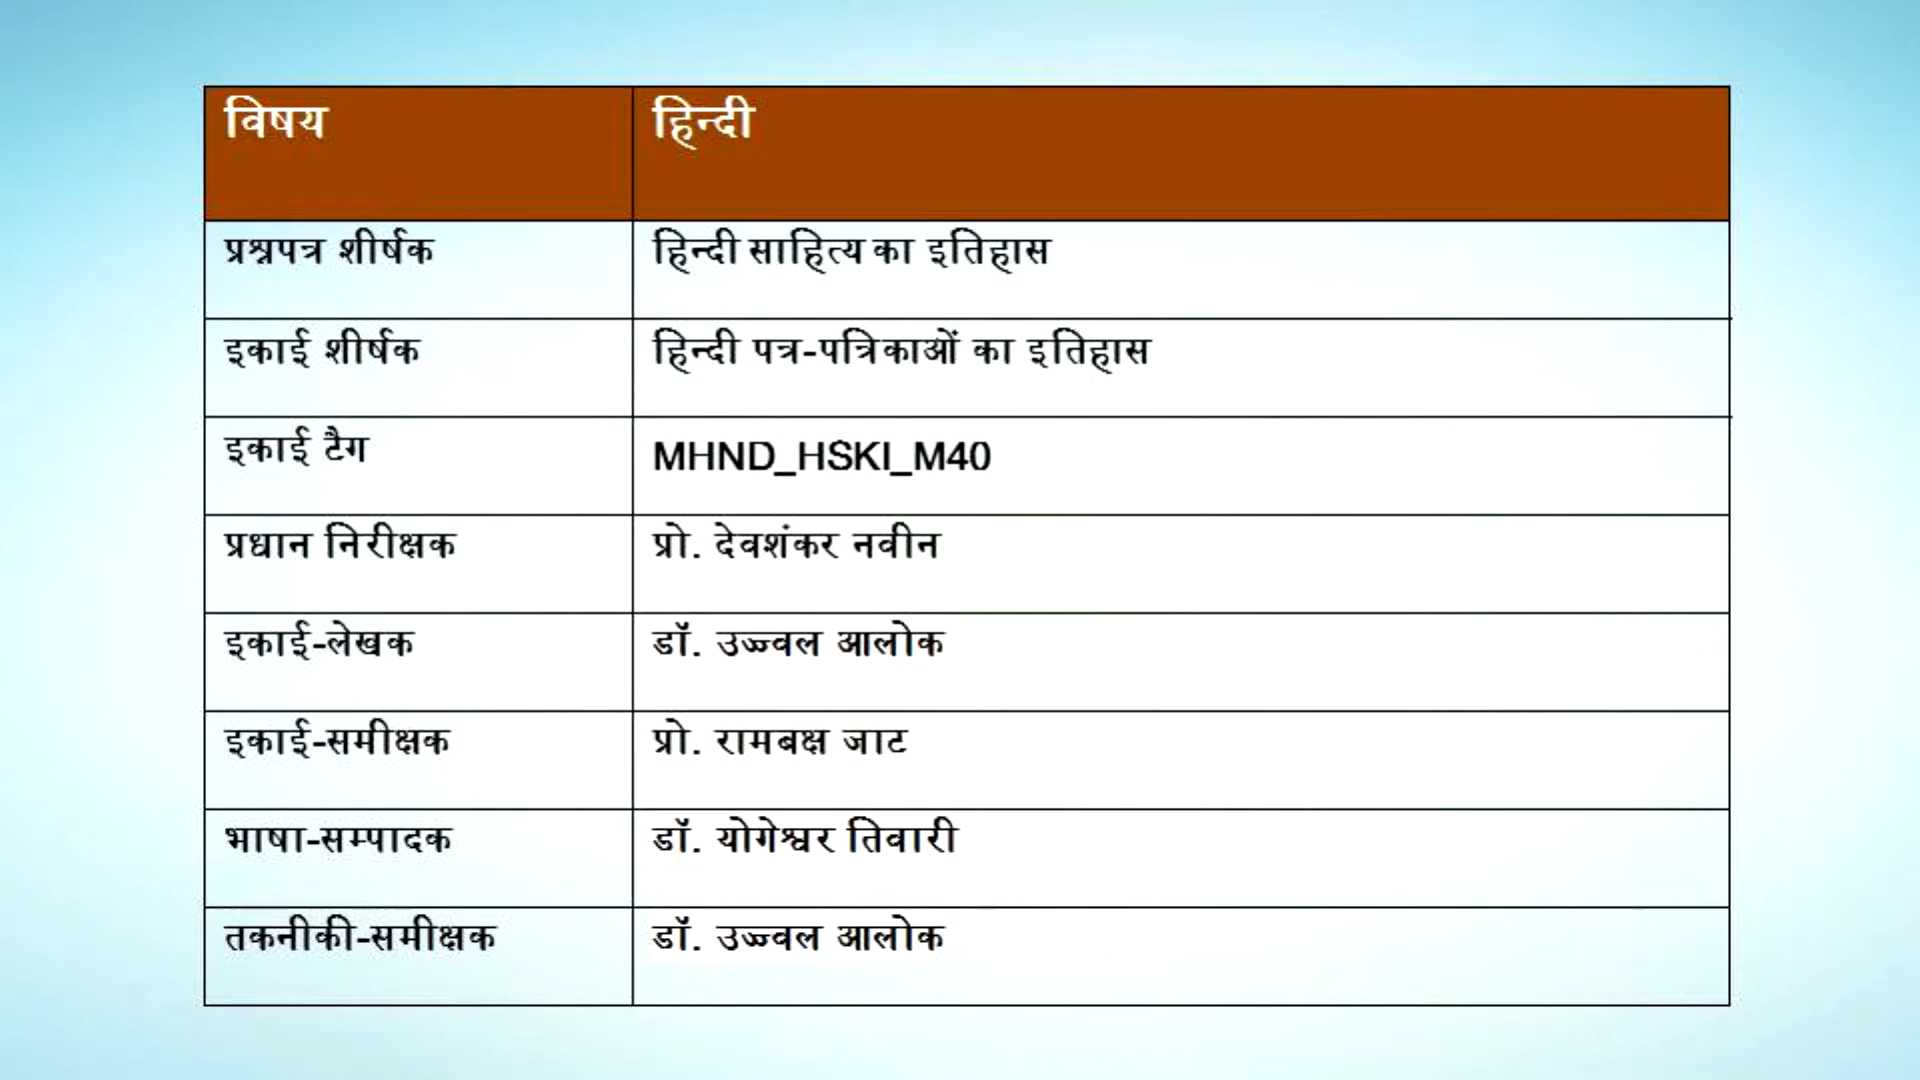 विषय हिन्दी
प्रश्नपत्र शीर्षक हिन्दी साहित्य का इतिहास
इकाई शीर्षक हिन्दी पत्र-पत्रिकाओं का इतिहास
इकाई टैग MHND_HSKI_M40
प्रधान निरीक्षक प्रो. देवशंकर नवीन
इकाई-लेखक डॉ. उज्ज्वल आलोक
इकाई-समीक्षक प्रो. रामबक्ष जाट
भाषा-सम्पादक डॉ. योगेश्वर तिवारी
तकनीकी-समीक्षक डॉ. उज्ज्वल आलोक